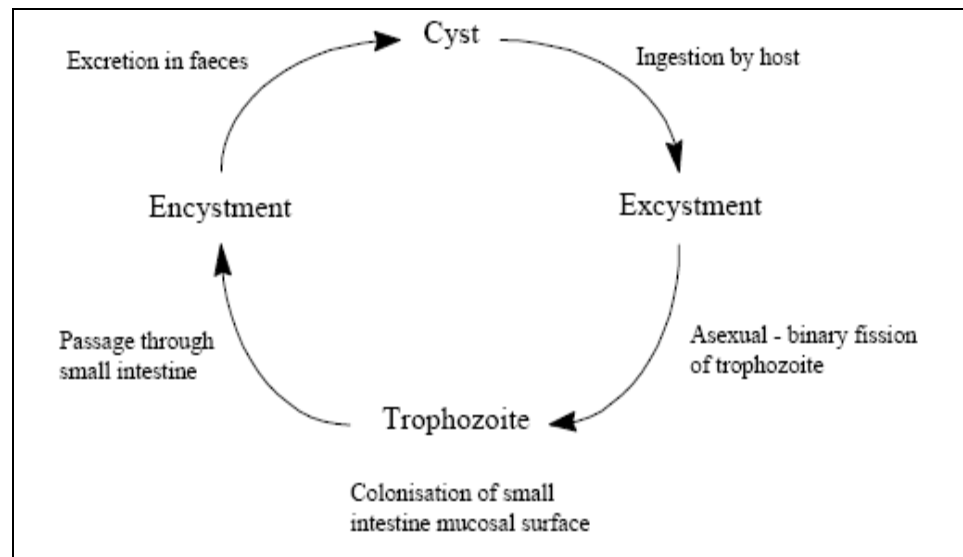 Cyst
Excretion in faeces
Ingestion by host
Encystment
Excystment
Passage through
small intestine
Asexual - binary fission
of trophozoite
Trophozoite
Colonisation of small
intestine mucosal surface